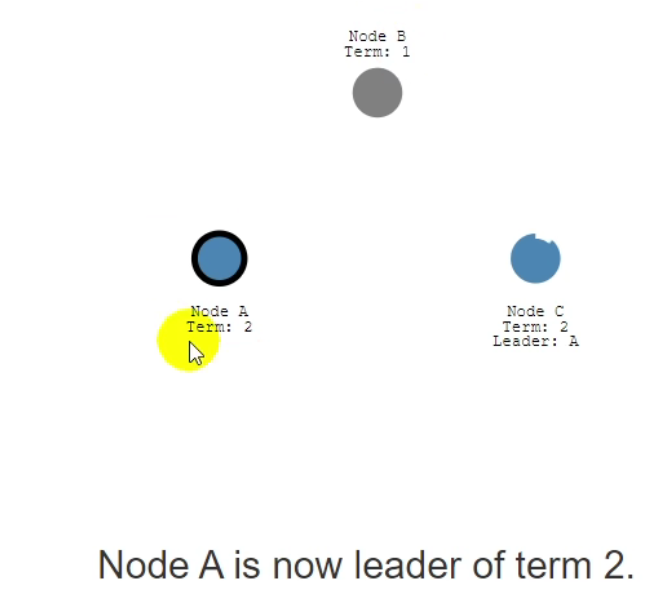 Node B
Term: 1
Node A
Term: 2
Node C
Term: 2
Leader: A
Node A is now leader of term 2.